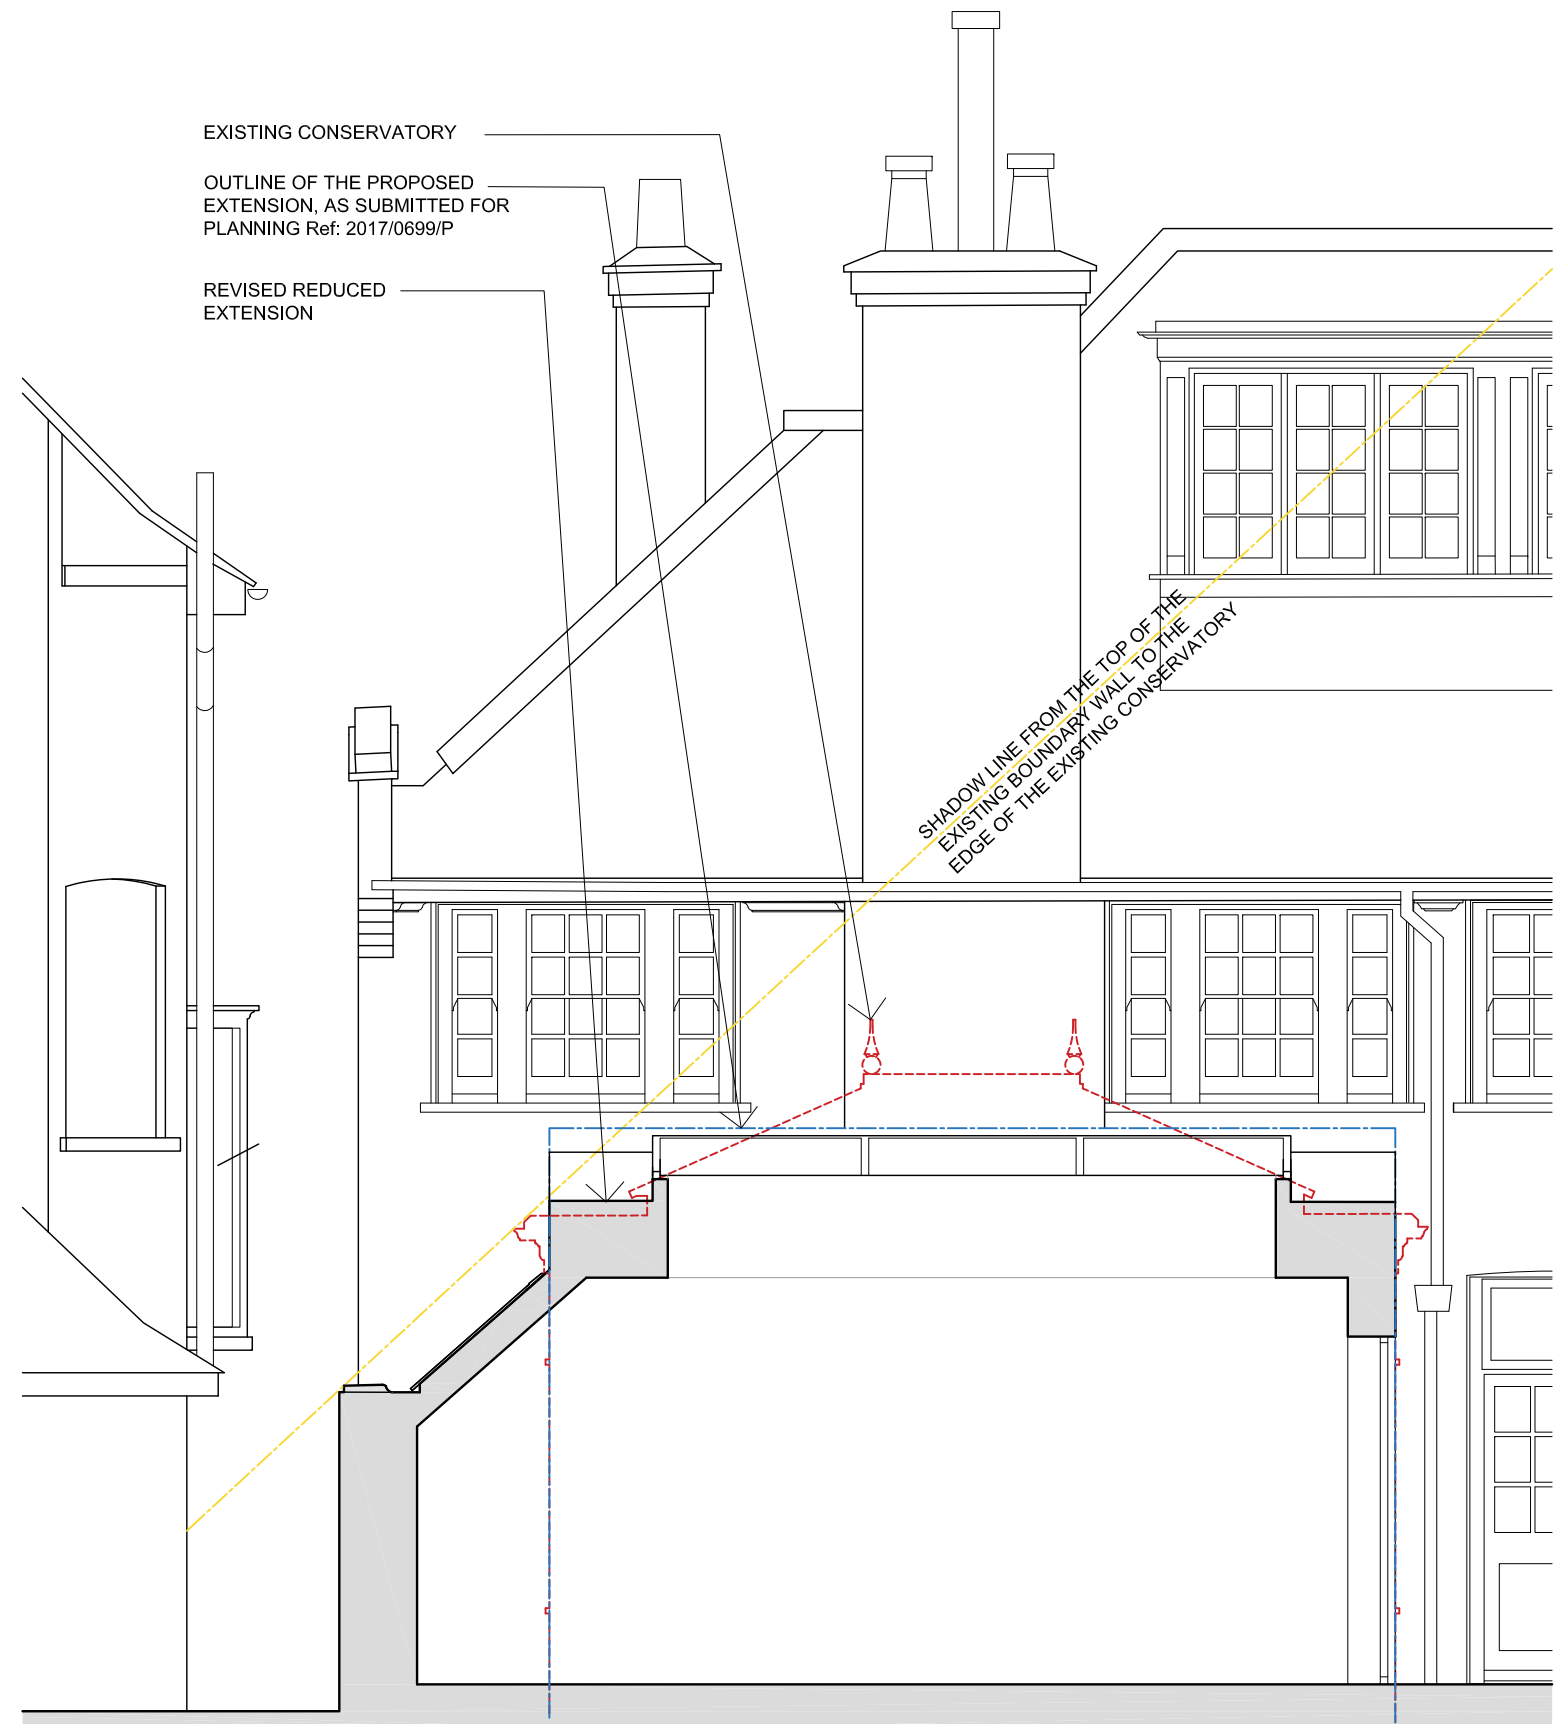 EXISTING CONSERVATORY
OUTLINE OF THE PROPOSED
EXTENSION, AS SUBMITTED FOR
PLANNING Ref: 2017/0699/P
REVISED REDUCED
EXTENSION
SHADOW LINE FROM THE TOP OF THE
EXISTING BOUNDARY WALL TO THE
EDGE OF THE EXISTING CONSERVATORY